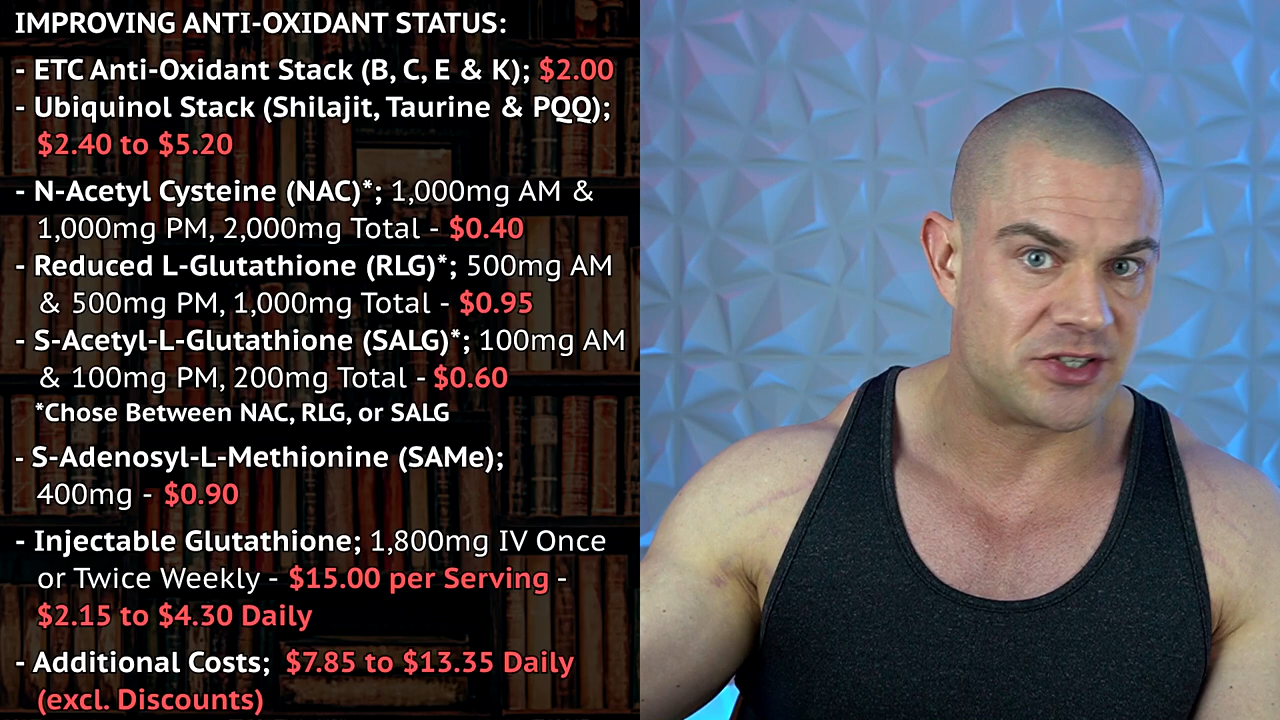 IMPROVING ANTI-OXIDANT STATUS:
- ETC Anti-Oxidant Stack (B, C, E & K); $2.00
- Ubiquinol Stack (Shilajit, Taurine & PQQ);
$2.40 to $5.20
- N-Acetyl Cysteine (NAC)*; 1,000mg AM &
1,000mg PM, 2,000mg Total - $0.40
- Reduced L-Glutathione (RLG)*; 500mg AM
& 500mg PM, 1,000mg Total - $0.95
- S-Acetyl-L-Glutathione (SALG)*; 100mg AM
& 100mg PM, 200mg Total - $0.60
*Chose Between NAC, RLG, or SALG
- S-Adenosyl-L-Methionine (SAMe);
400mg - $0.90
- Injectable Glutathione; 1,800mg IV Once
or Twice Weekly - $15.00 per Serving -
$2.15 to $4.30 Daily
- Additional Costs; $7.85 to $13.35 Daily
(excl. Discounts)